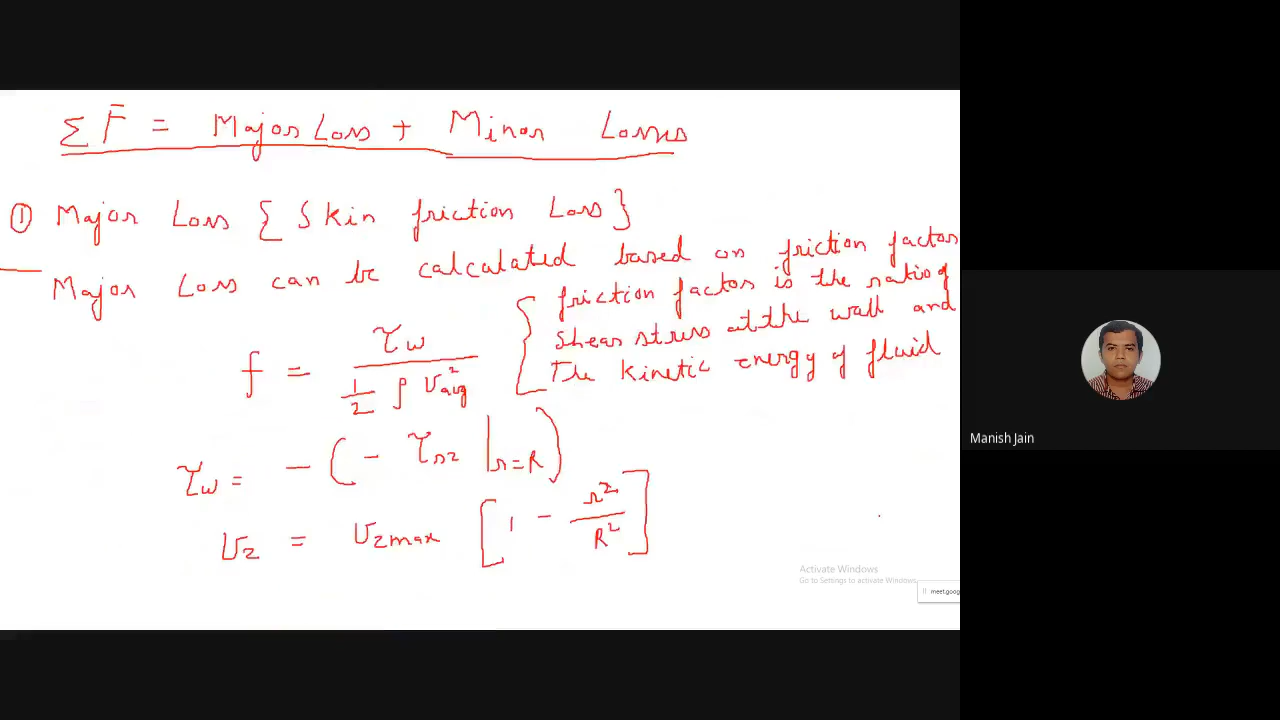 ΣF = Major Loss + Minor Losses
① Major Loss { Skin friction Loss }
Major Loss can be calculated based on friction factor
{ friction factor is the ratio of
shear stress at the wall and
The kinetic energy of fluid
f = τw / (1/2 ρ Vavg²)
τw = - ( - τrz |r=R )
Vz = Vzmax [ 1 - r²/R² ]
Manish Jain
Activate Windows
Go to Settings to activate Windows.
meet.goog